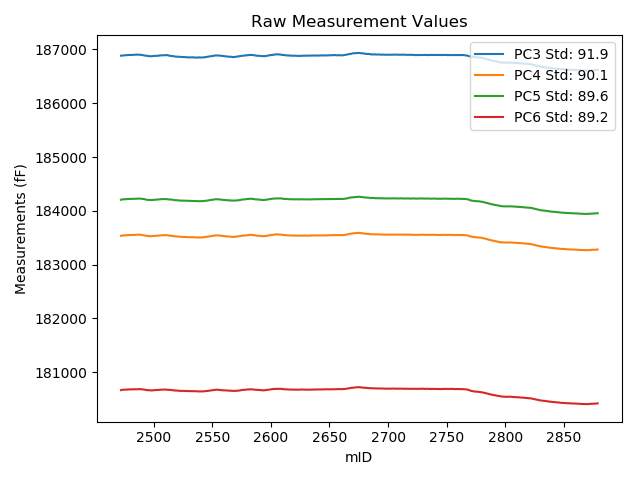 Raw Measurement Values
187000
186000
185000
184000
183000
182000
181000
Measurements (fF)
PC3 Std: 91.9
PC4 Std: 90.1
PC5 Std: 89.6
PC6 Std: 89.2
2500 2550 2600 2650 2700 2750 2800 2850
mID